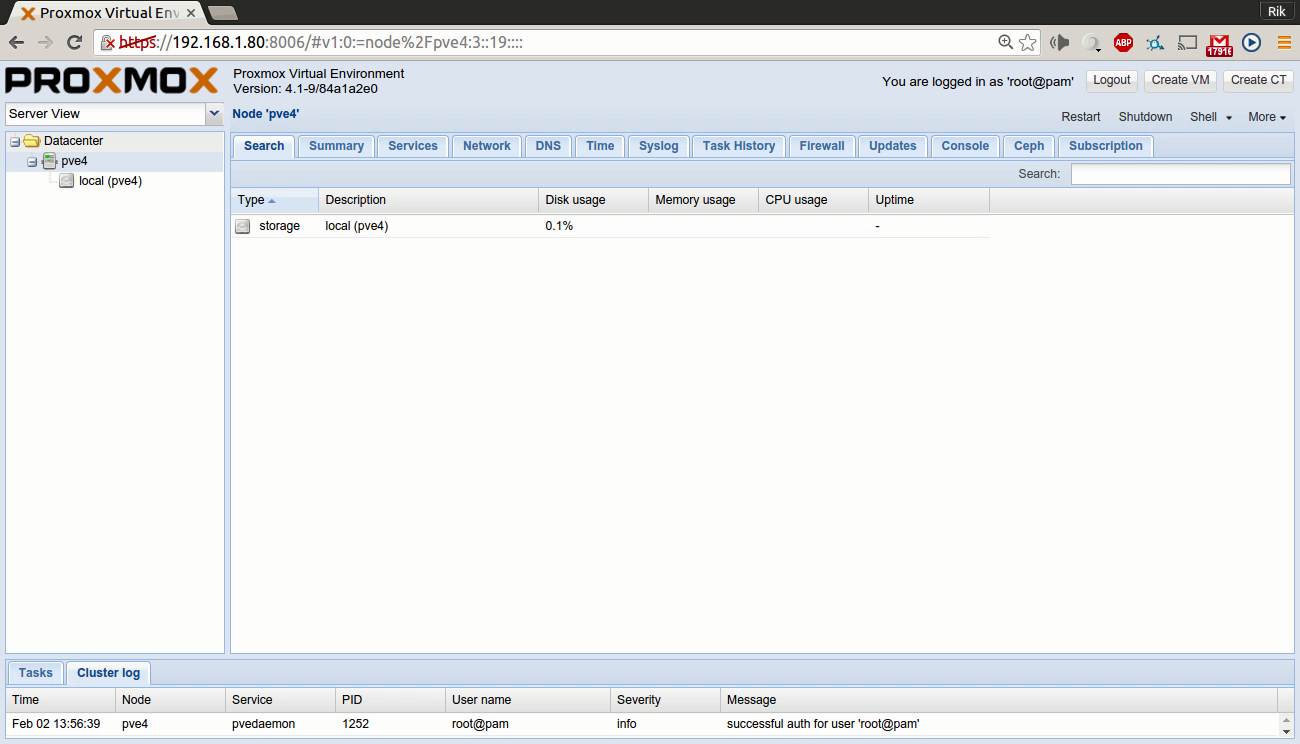 Proxmox Virtual Env
Rik
https://192.168.1.80:8006/#v1:0:=node%2Fpve4:3::19::::
ABP
17916
PROXMOX
Proxmox Virtual Environment
Version: 4.1-9/84a1a2e0
You are logged in as 'root@pam' Logout Create VM Create CT
Server View
Node 'pve4' Restart Shutdown Shell More
Datacenter
pve4
local (pve4)
Search Summary Services Network DNS Time Syslog Task History Firewall Updates Console Ceph Subscription
Search:
Type Description Disk usage Memory usage CPU usage Uptime
storage local (pve4) 0.1% -
Tasks Cluster log
Time Node Service PID User name Severity Message
Feb 02 13:56:39 pve4 pvedaemon 1252 root@pam info successful auth for user 'root@pam'